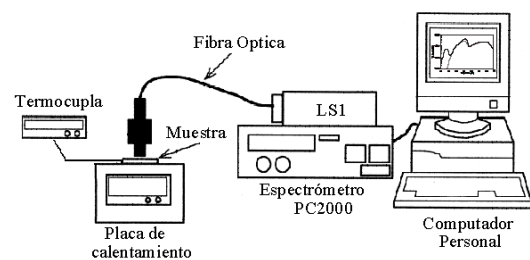 Fibra Optica
Termocupla
LS1
Muestra
Espectrómetro
PC2000
Placa de
calentamiento
Computador
Personal